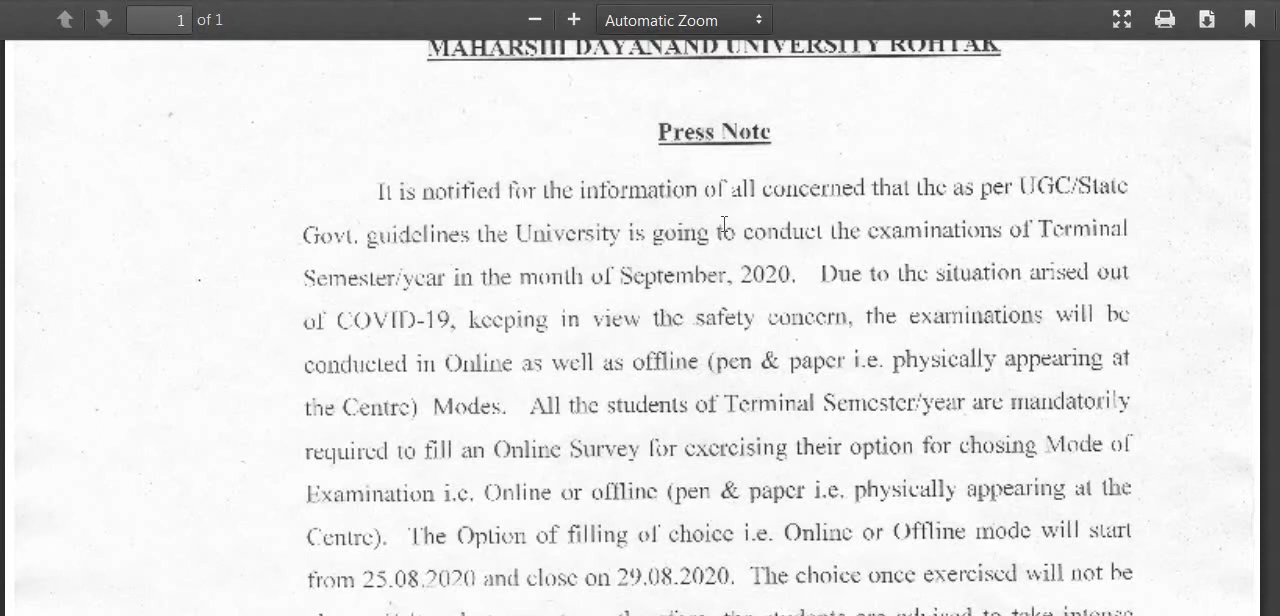 1 of 1 Automatic Zoom
MAHARSHI DAYANAND UNIVERSITY ROHTAK
Press Note
It is notified for the information of all concerned that the as per UGC/State
Govt. guidelines the University is going to conduct the examinations of Terminal
Semester/year in the month of September, 2020. Due to the situation arised out
of COVID-19, keeping in view the safety concern, the examinations will be
conducted in Online as well as offline (pen & paper i.e. physically appearing at
the Centre) Modes. All the students of Terminal Semester/year are mandatorily
required to fill an Online Survey for exercising their option for chosing Mode of
Examination i.e. Online or offline (pen & paper i.e. physically appearing at the
Centre). The Option of filling of choice i.e. Online or Offline mode will start
from 25.08.2020 and close on 29.08.2020. The choice once exercised will not be
the students are advised to take intense